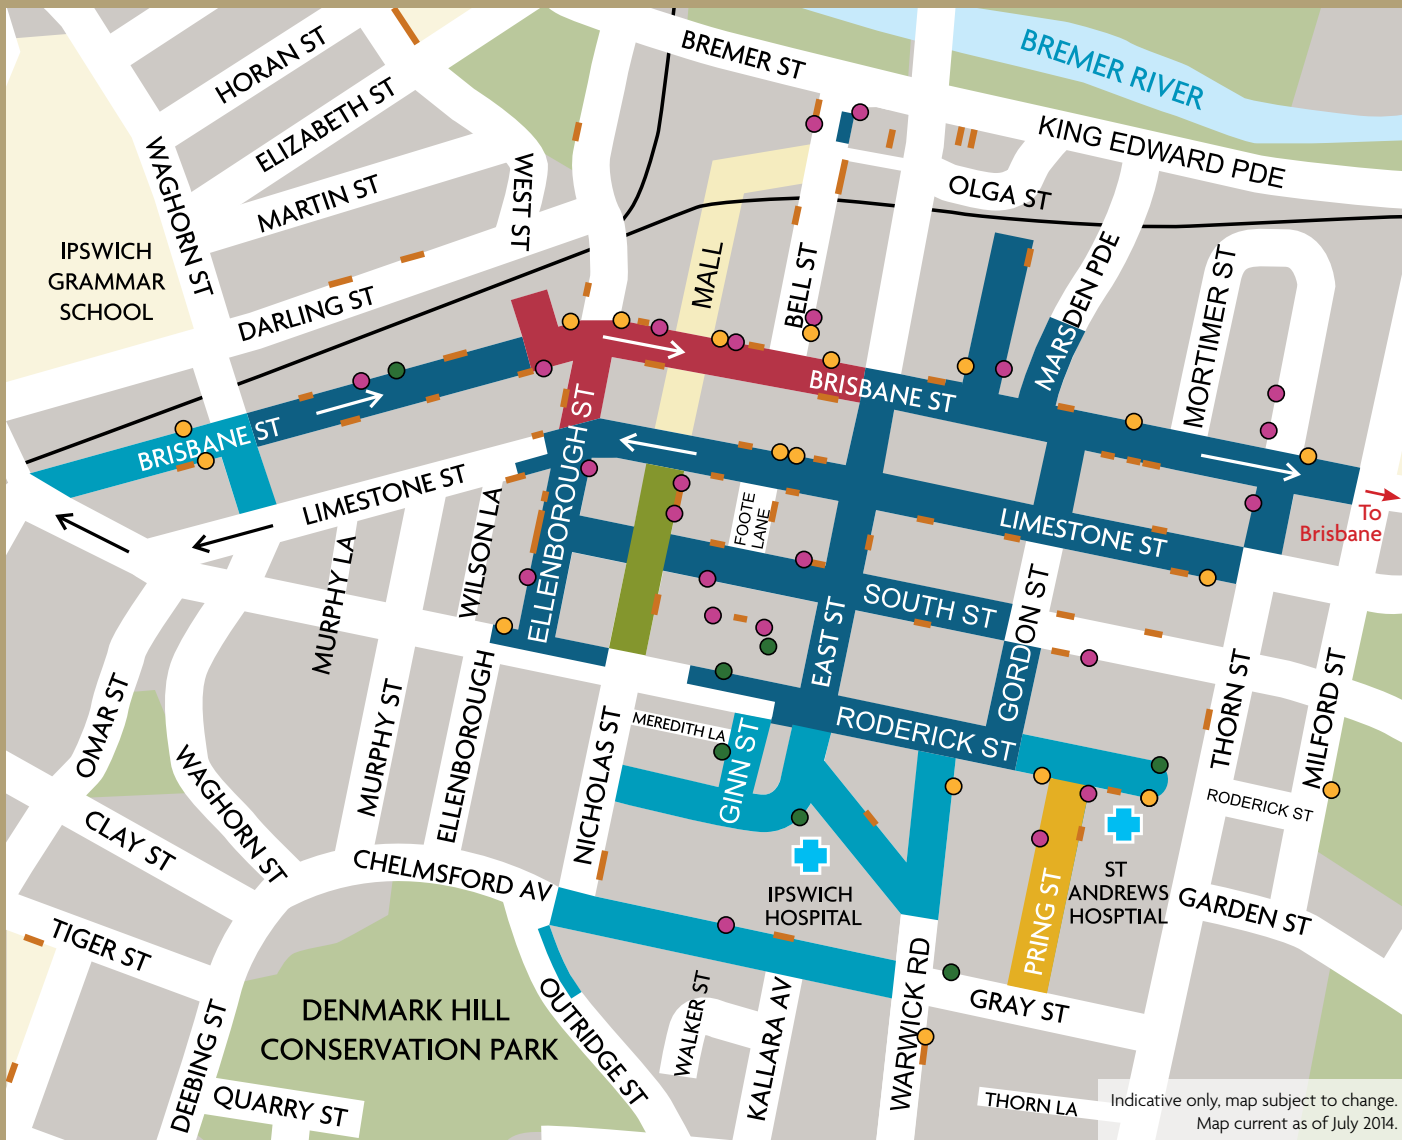 BREMER ST
BREMER RIVER
HORAN ST
ELIZABETH ST
KING EDWARD PDE
WAGHORN ST
MARTIN ST
WEST ST
OLGA ST
IPSWICH
GRAMMAR
SCHOOL
MALL
BELL ST
MARSDEN PDE
MORTIMER ST
DARLING ST
BRISBANE ST
BRISBANE ST
ELLENBOROUGH ST
LIMESTONE ST
WILSON LA
FOOTE
LANE
LIMESTONE ST
To
Brisbane
MURPHY LA
SOUTH ST
EAST ST
GORDON ST
OMAR ST
MURPHY ST
ELLENBOROUGH
NICHOLAS ST
MEREDITH LA
GINN ST
RODERICK ST
THORN ST
MILFORD ST
RODERICK ST
WAGHORN ST
CLAY ST
CHELMSFORD AV
IPSWICH
HOSPITAL
ST
ANDREWS
HOSPTIAL
PRING ST
GARDEN ST
TIGER ST
WARWICK RD
GRAY ST
DENMARK HILL
CONSERVATION PARK
OUTRIDGE ST
WALKER ST
KALLARA AV
DEEBING ST
QUARRY ST
THORN LA
Indicative only, map subject to change.
Map current as of July 2014.